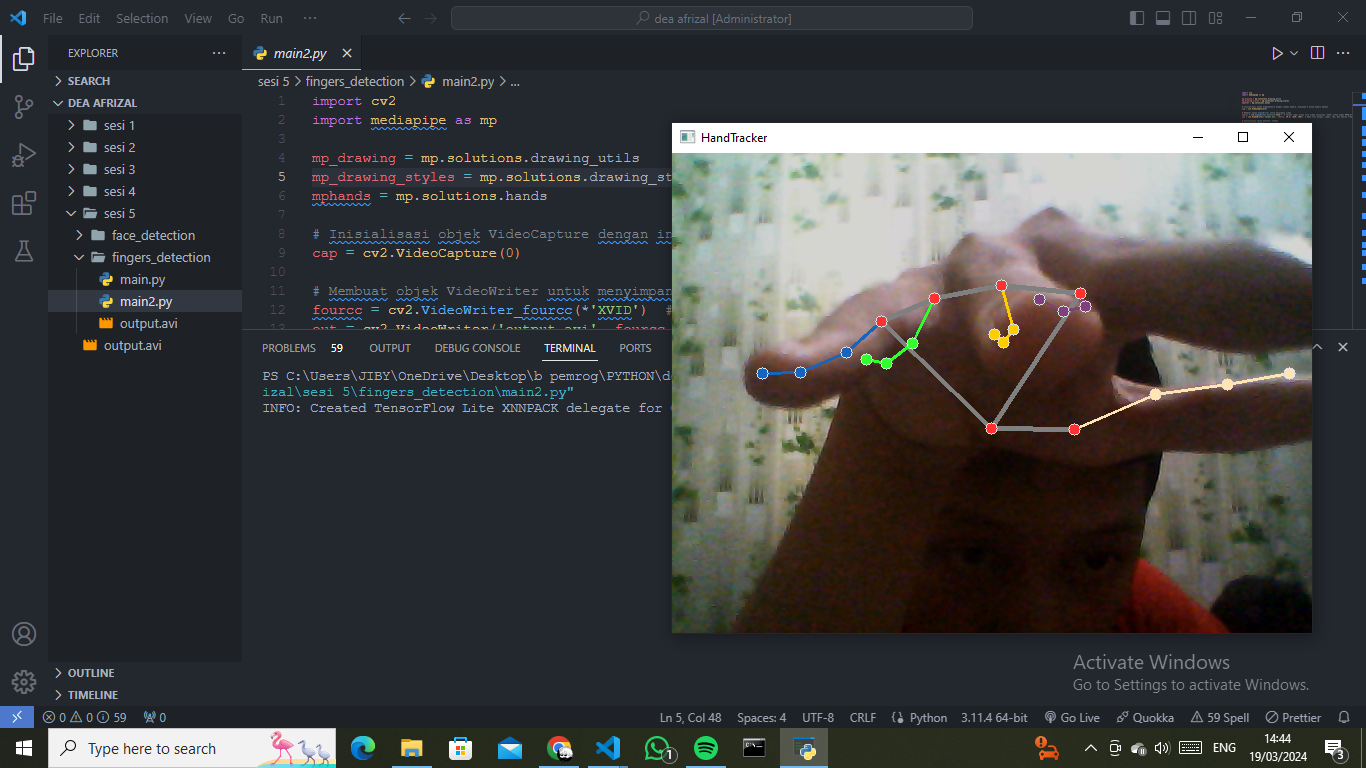 File Edit Selection View Go Run ··· dea afrizal [Administrator]
EXPLORER ···
SEARCH
DEA AFRIZAL
sesi 1
sesi 2
sesi 3
sesi 4
sesi 5
face_detection
fingers_detection
main.py
main2.py
output.avi
output.avi
OUTLINE
TIMELINE
main2.py
sesi 5 > fingers_detection > main2.py > ...
1 import cv2
2 import mediapipe as mp
3
4 mp_drawing = mp.solutions.drawing_utils
5 mp_drawing_styles = mp.solutions.drawing_st
6 mphands = mp.solutions.hands
7
8 # Inisialisasi objek VideoCapture dengan in
9 cap = cv2.VideoCapture(0)
10
11 # Membuat objek VideoWriter untuk menyimpan
12 fourcc = cv2.VideoWriter_fourcc(*'XVID') #
13 out = cv2.VideoWriter('output.avi', fourcc
PROBLEMS 59 OUTPUT DEBUG CONSOLE TERMINAL PORTS
PS C:\Users\JIBY\OneDrive\Desktop\b pemrog\PYTHON\d
izal\sesi 5\fingers_detection\main2.py"
INFO: Created TensorFlow Lite XNNPACK delegate for
HandTracker
Activate Windows
Go to Settings to activate Windows.
0 0 59 0 Ln 5, Col 48 Spaces: 4 UTF-8 CRLF Python 3.11.4 64-bit Go Live Quokka 59 Spell Prettier
Type here to search
1
ENG
14:44
19/03/2024
3